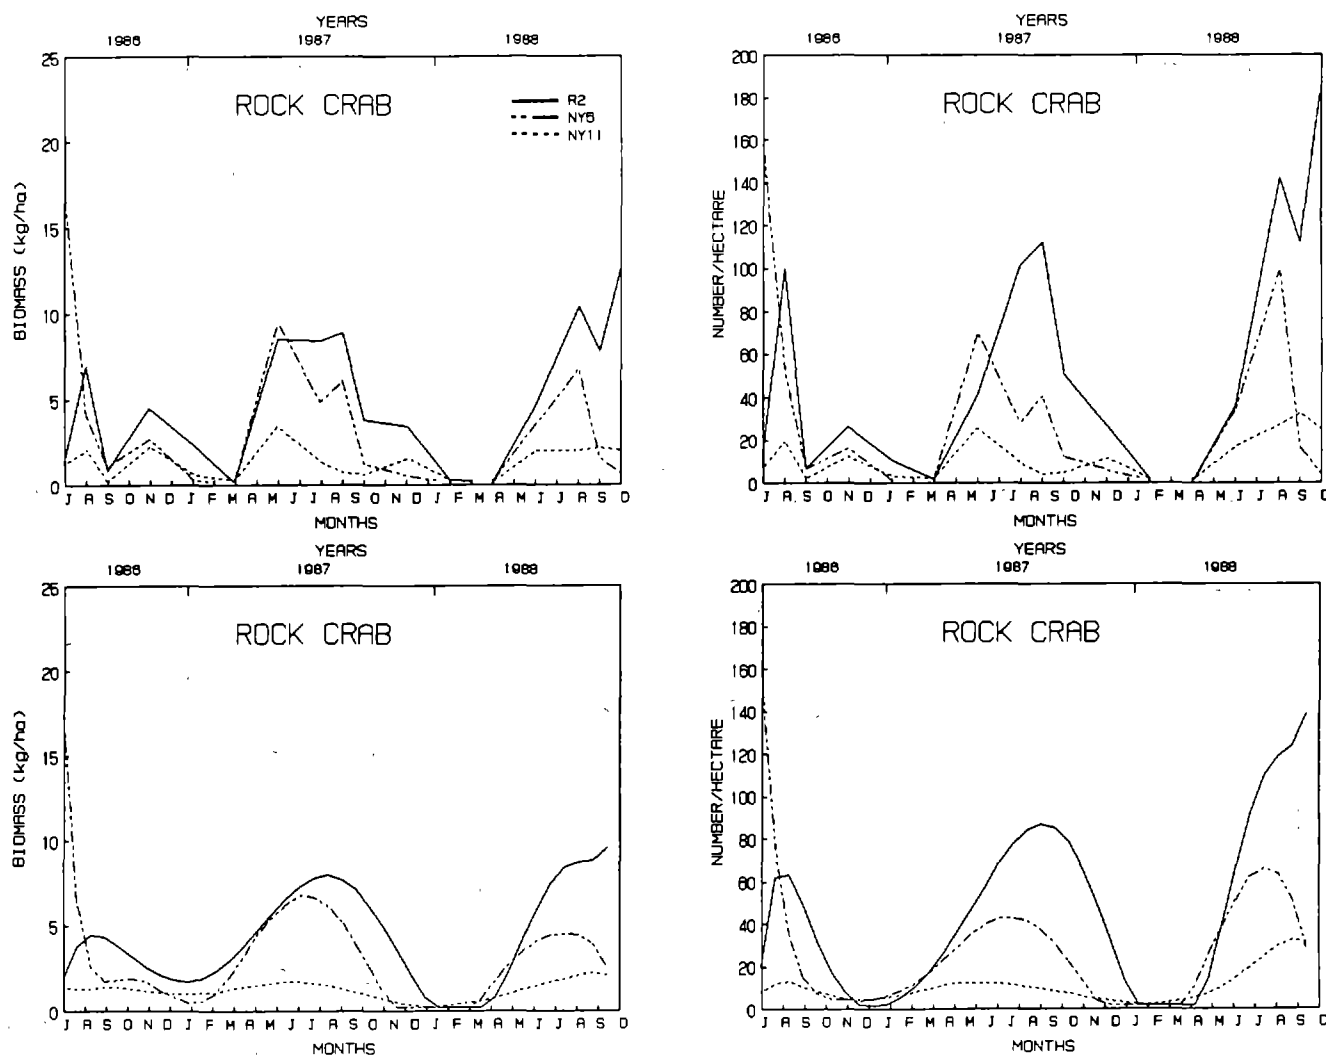 YEARS
1986 1987 1988
25
20
15
10
5
0
BIOMASS (kg/ha)
ROCK CRAB
R2
NY6
NY11
J A S O N D J F M A M J J A S O N D J F M A M J J A S O
MONTHS
YEARS
1986 1987 1988
200
180
160
140
120
100
80
60
40
20
0
NUMBER/HECTARE
ROCK CRAB
J A S O N D J F M A M J J A S O N D J F M A M J J A S O
MONTHS
YEARS
1986 1987 1988
25
20
15
10
5
0
BIOMASS (kg/ha)
ROCK CRAB
J A S O N D J F M A M J J A S O N D J F M A M J J A S O
MONTHS
YEARS
1986 1987 1988
200
180
160
140
120
100
80
60
40
20
0
NUMBER/HECTARE
ROCK CRAB
J A S O N D J F M A M J J A S O N D J F M A M J J A S O
MONTHS